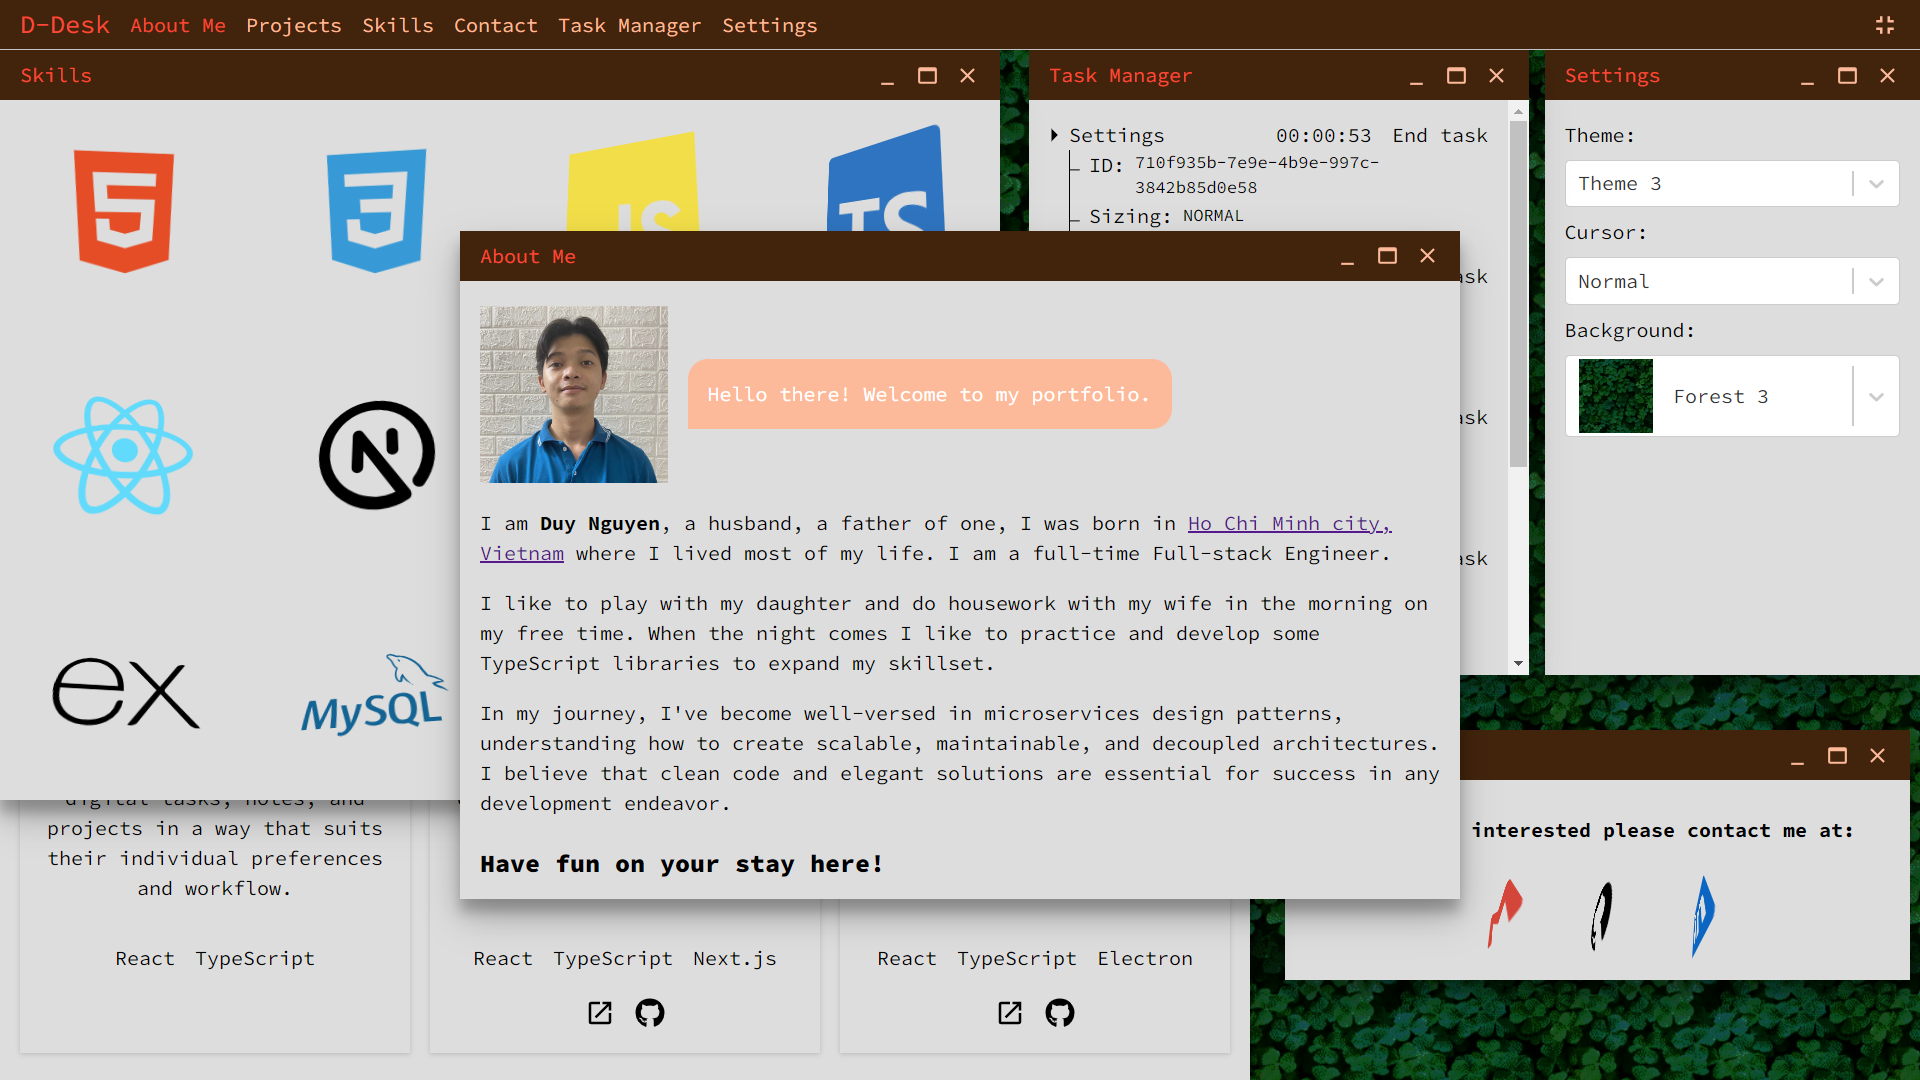 D-Desk About Me Projects Skills Contact Task Manager Settings
Skills
5
3
JS
TS
ex
MySQL
Task Manager
Settings 00:00:53 End task
ID: 710f935b-7e9e-4b9e-997c-
3842b85d0e58
Sizing: NORMAL
Settings
Theme:
Theme 3
Cursor:
Normal
Background:
Forest 3
About Me
Hello there! Welcome to my portfolio.
I am Duy Nguyen, a husband, a father of one, I was born in Ho Chi Minh city,
Vietnam where I lived most of my life. I am a full-time Full-stack Engineer.
I like to play with my daughter and do housework with my wife in the morning on
my free time. When the night comes I like to practice and develop some
TypeScript libraries to expand my skillset.
In my journey, I've become well-versed in microservices design patterns,
understanding how to create scalable, maintainable, and decoupled architectures.
I believe that clean code and elegant solutions are essential for success in any
development endeavor.
Have fun on your stay here!
digital tasks, notes, and
projects in a way that suits
their individual preferences
and workflow.
React TypeScript
React TypeScript Next.js
React TypeScript Electron
interested please contact me at: